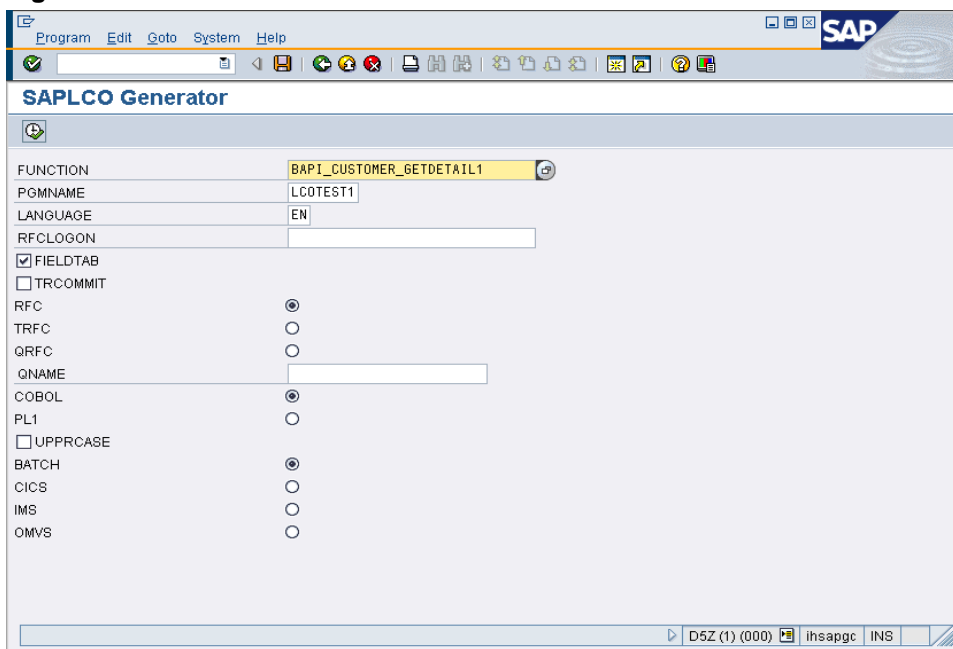 Program Edit Goto System Help
SAP
SAPLCO Generator
FUNCTION BAPI_CUSTOMER_GETDETAIL1
PGMNAME LCOTEST1
LANGUAGE EN
RFCLOGON
FIELDTAB
TRCOMMIT
RFC
TRFC
QRFC
QNAME
COBOL
PL1
UPPRCASE
BATCH
CICS
IMS
OMVS
D5Z (1) (000) ihsapgc INS